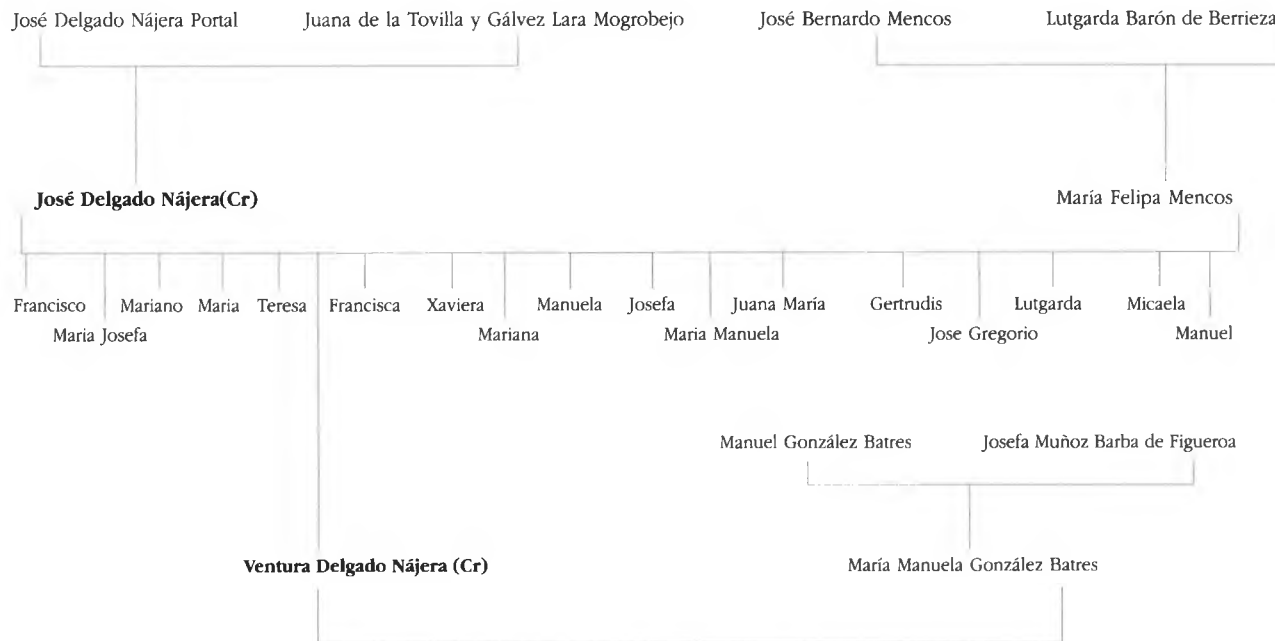 José Delgado Nájera Portal Juana de la Tovilla y Gálvez Lara Mogrobejo José Bernardo Mencos Lutgarda Barón de Berrieza
José Delgado Nájera(Cr) María Felipa Mencos
Francisco Mariano Maria Teresa Francisca Xaviera Manuela Josefa Juana María Gertrudis Lutgarda Micaela
Maria Josefa Mariana Maria Manuela Jose Gregorio Manuel
Manuel González Batres Josefa Muñoz Barba de Figueroa
Ventura Delgado Nájera (Cr) María Manuela González Batres